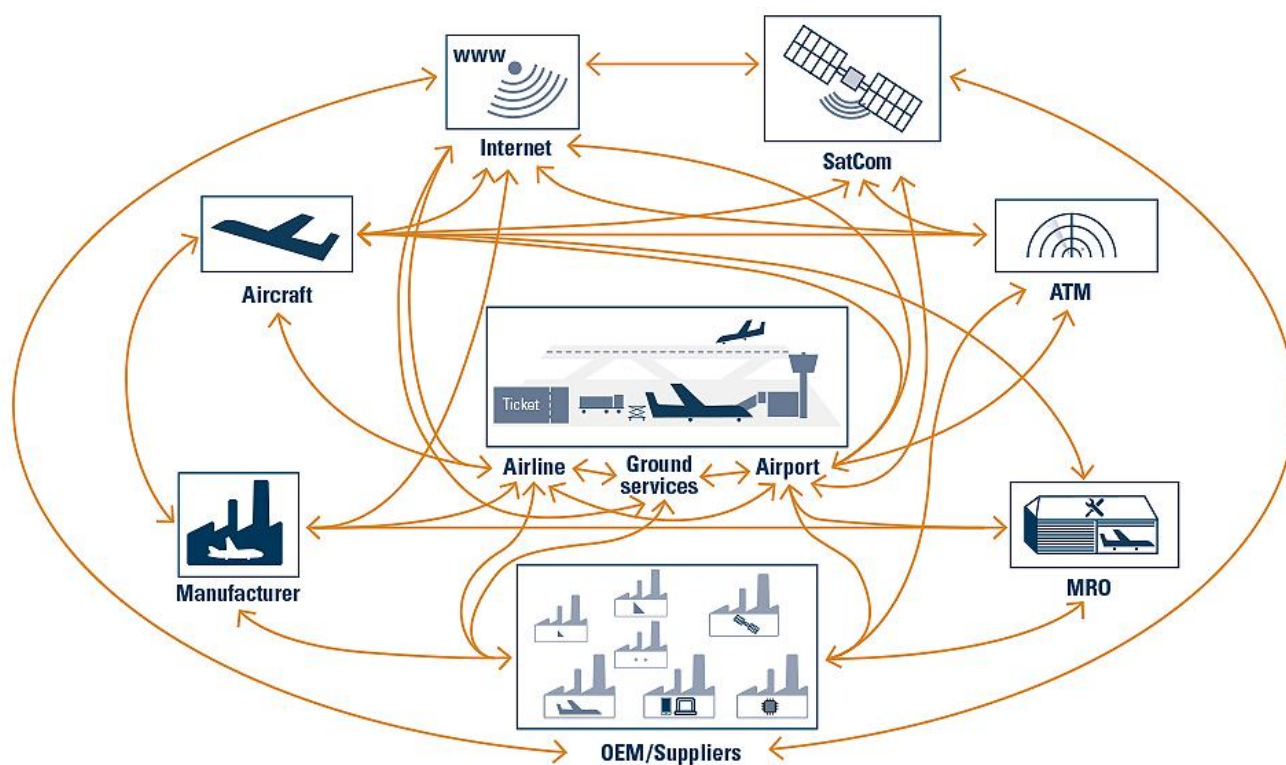 www
Internet
SatCom
Aircraft
ATM
Ticket
Airline
Ground
services
Airport
Manufacturer
MRO
OEM/Suppliers